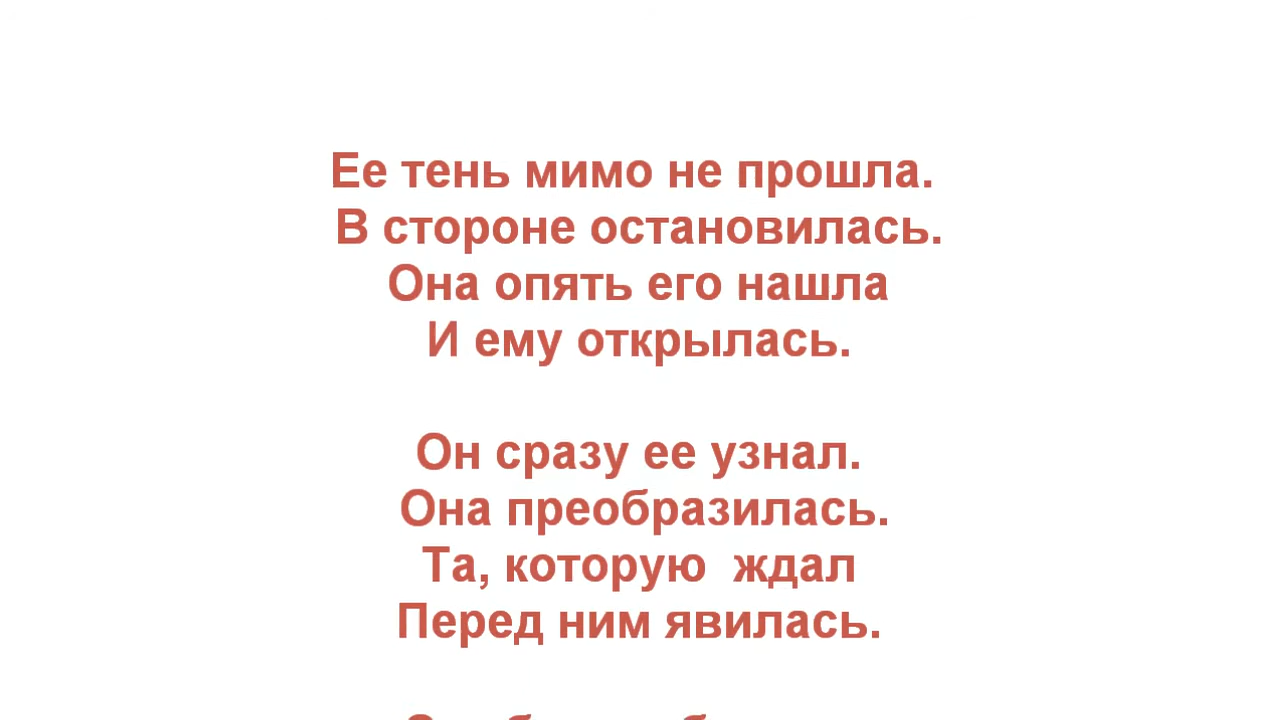 Ее тень мимо не прошла.
В стороне остановилась.
Она опять его нашла
И ему открылась.
Он сразу ее узнал.
Она преобразилась.
Та, которую  ждал
Перед ним явилась.